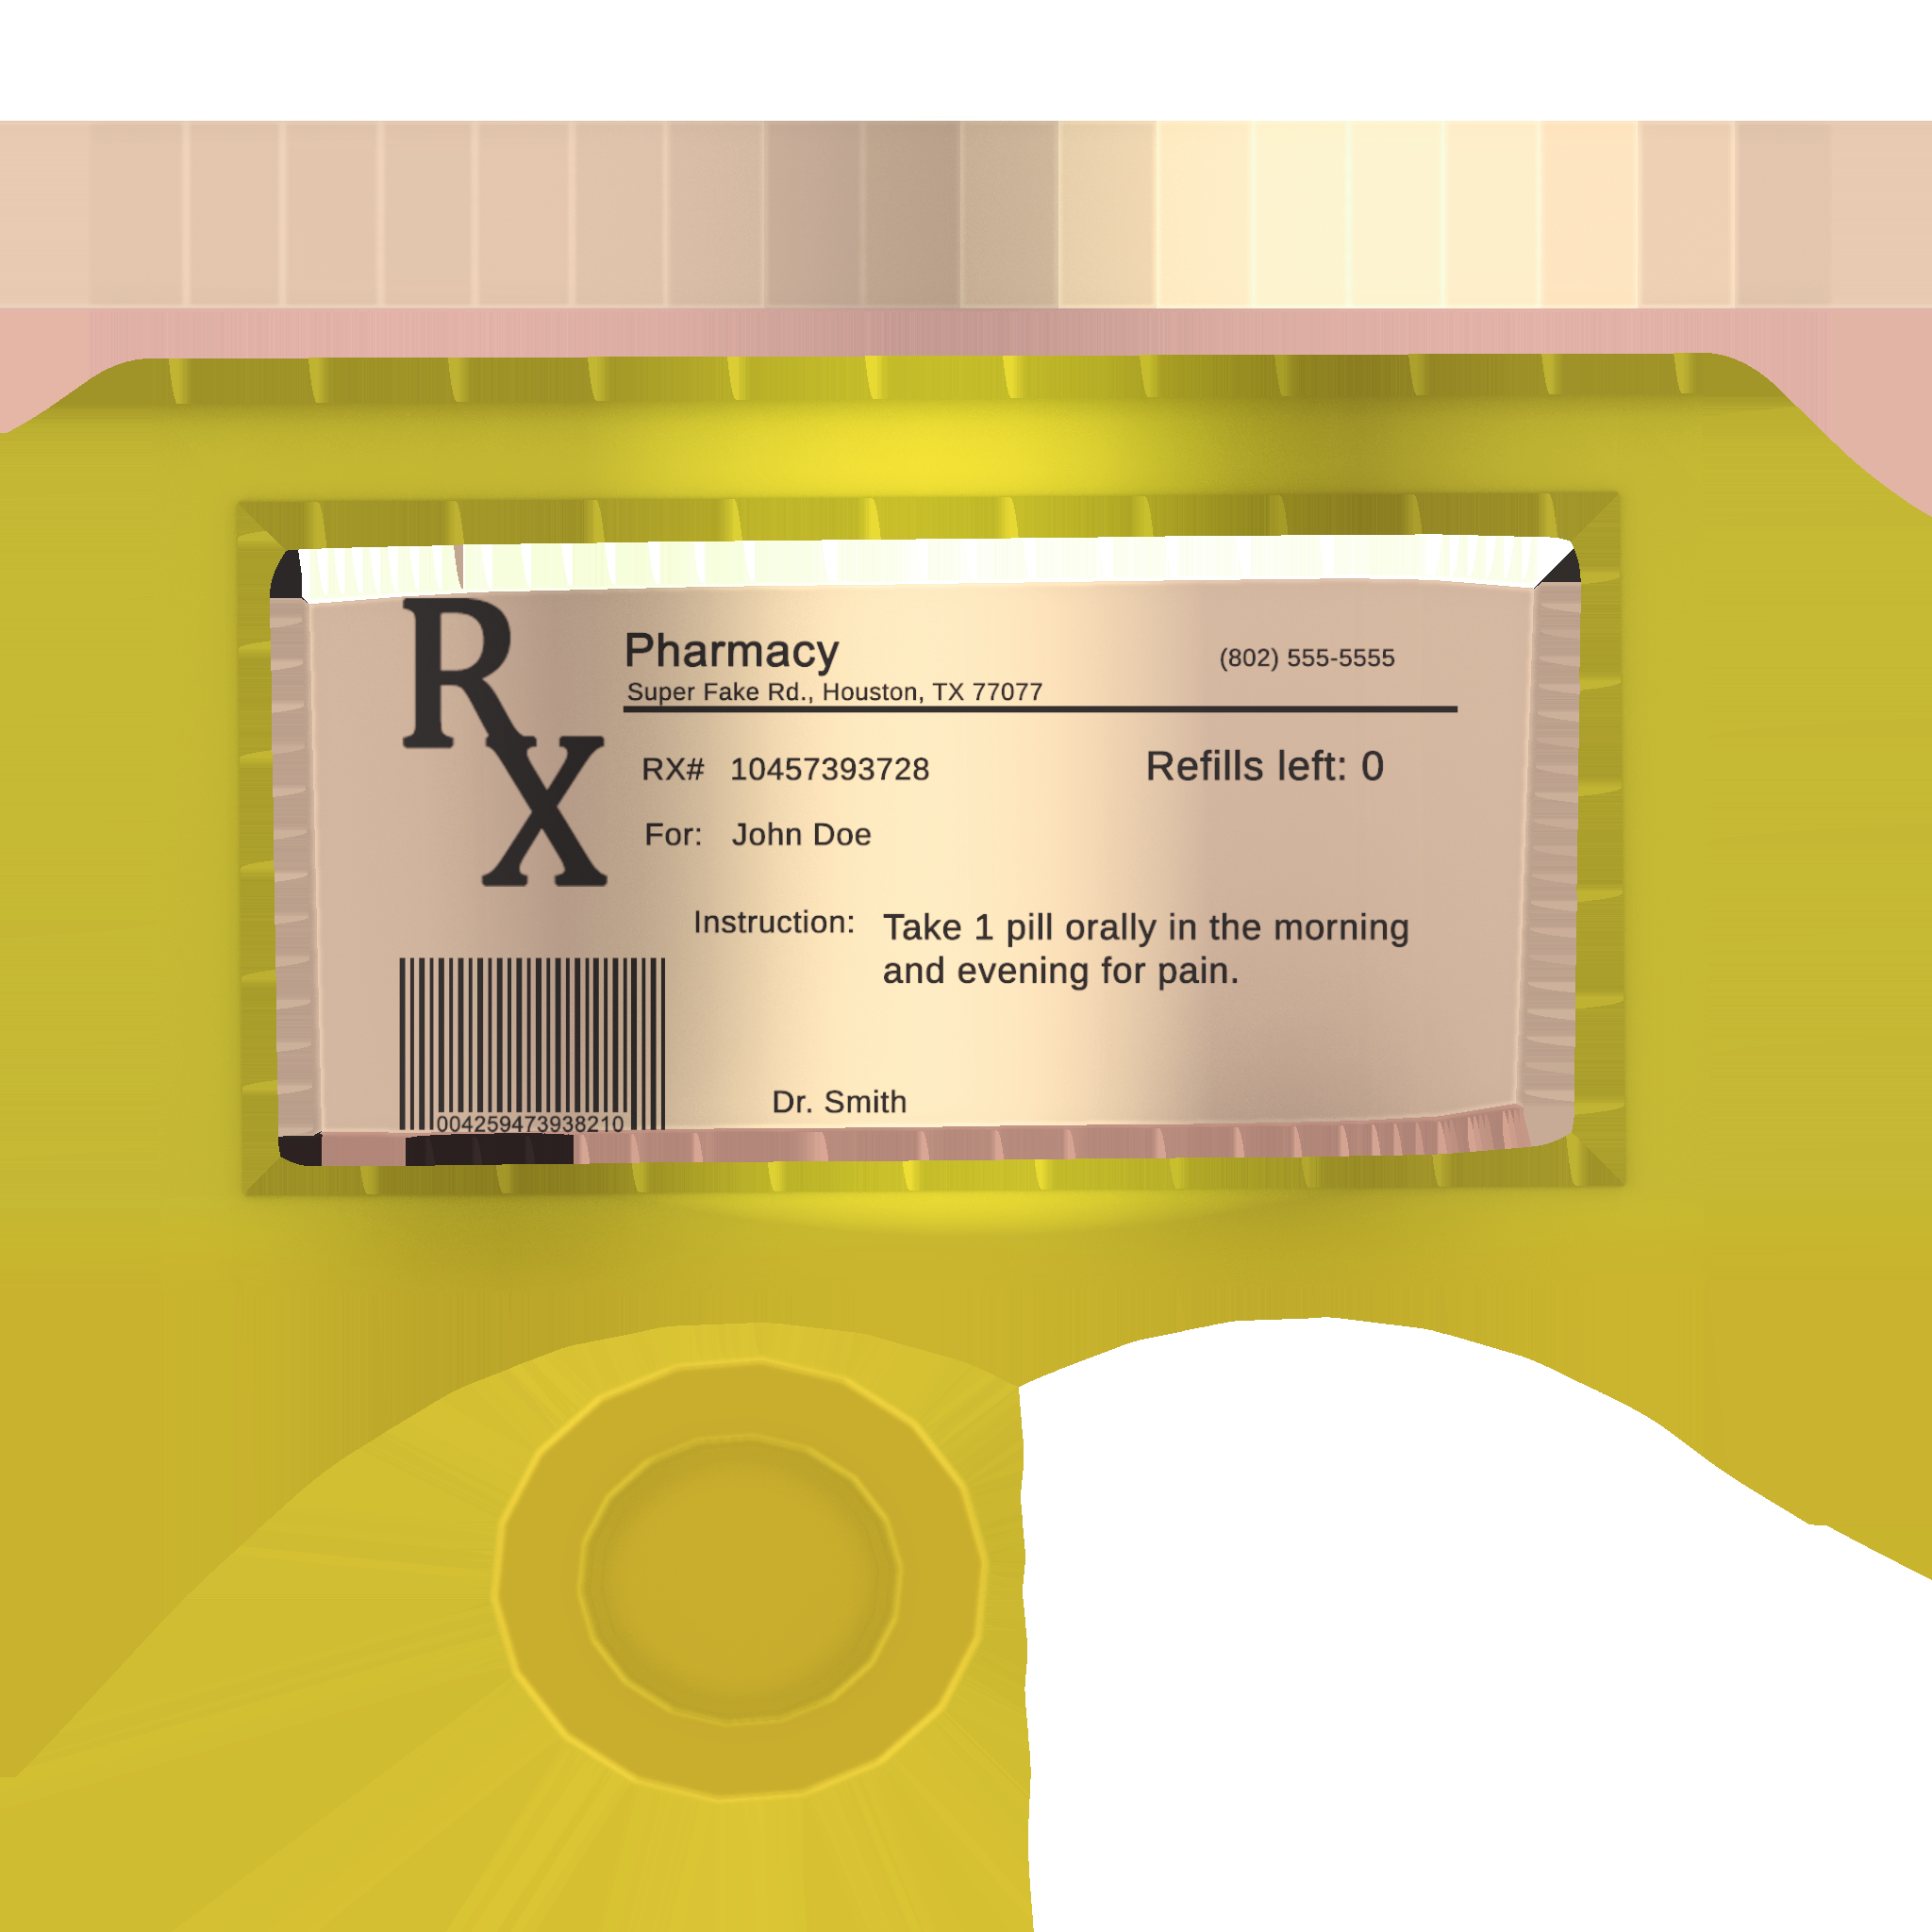 Rx
Pharmacy
(802) 555-5555
Super Fake Rd., Houston, TX 77077
RX# 10457393728
Refills left: 0
For: John Doe
Instruction: Take 1 pill orally in the morning
and evening for pain.
Dr. Smith
004259473938210